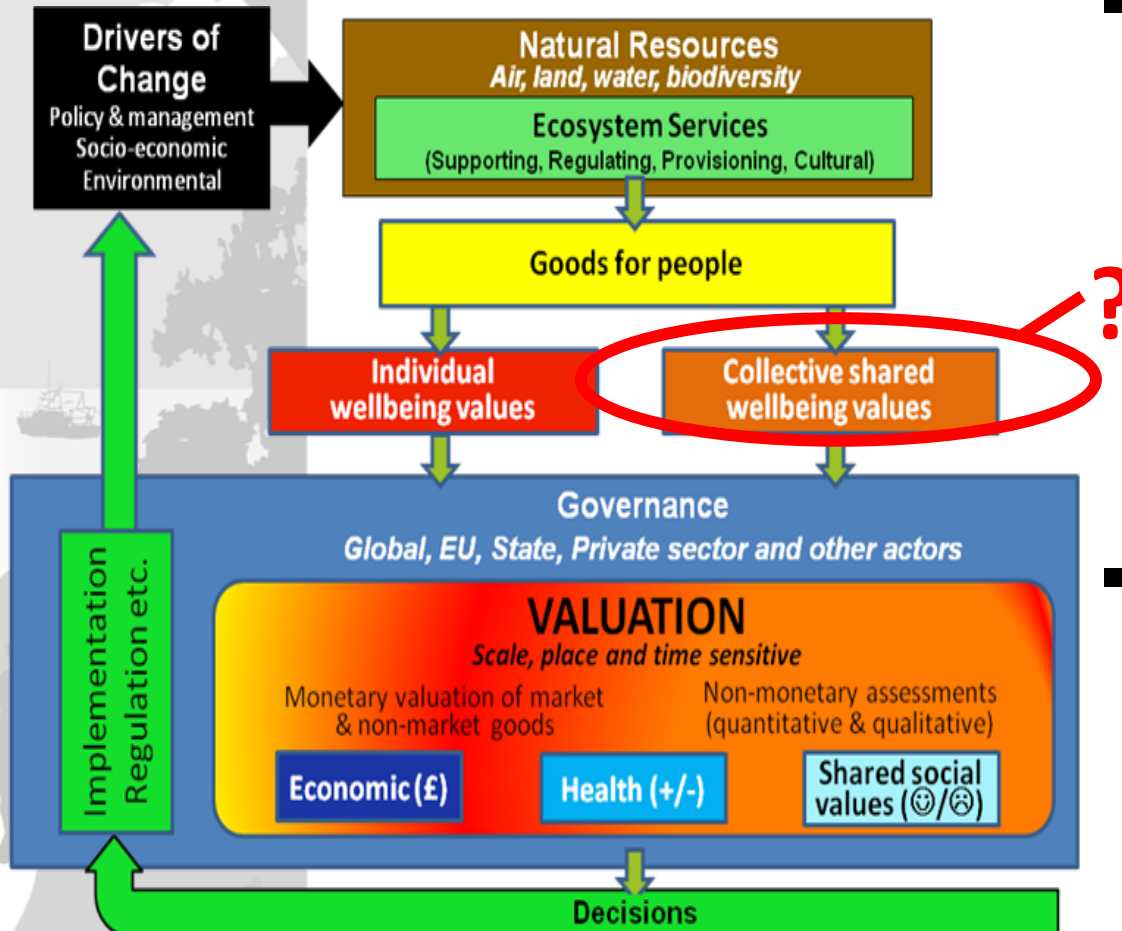 Drivers of
Change
Policy & management
Socio-economic
Environmental
Natural Resources
Air, land, water, biodiversity
Ecosystem Services
(Supporting, Regulating, Provisioning, Cultural)
Goods for people
?
Individual
wellbeing values
Collective shared
wellbeing values
Governance
Global, EU, State, Private sector and other actors
Implementation
Regulation etc.
VALUATION
Scale, place and time sensitive
Monetary valuation of market
& non-market goods
Non-monetary assessments
(quantitative & qualitative)
Economic (£)
Health (+/-)
Shared social
values (☺/☹)
Decisions